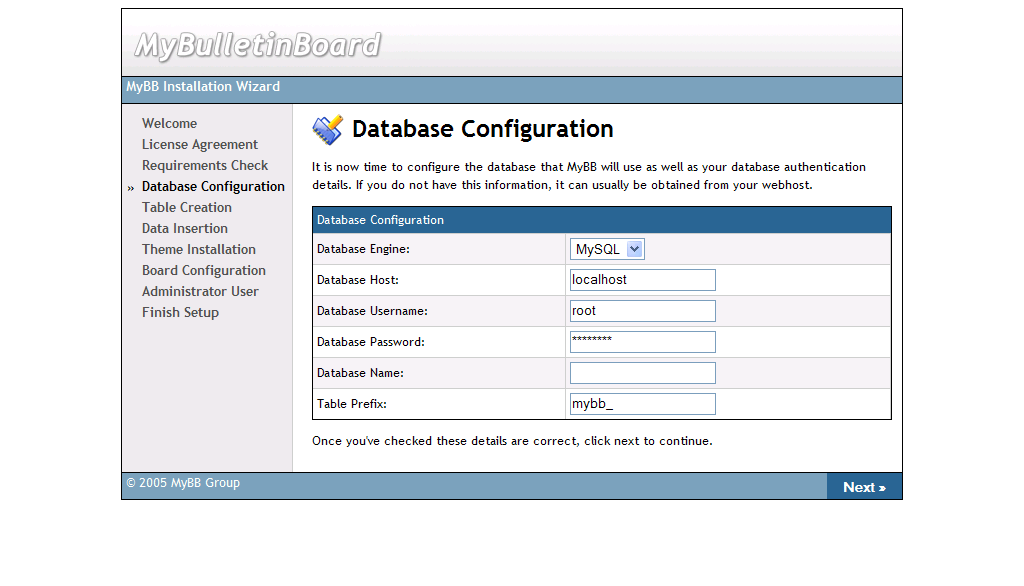 MyBulletinBoard
MyBB Installation Wizard
Welcome
License Agreement
Requirements Check
» Database Configuration
Table Creation
Data Insertion
Theme Installation
Board Configuration
Administrator User
Finish Setup
Database Configuration
It is now time to configure the database that MyBB will use as well as your database authentication
details. If you do not have this information, it can usually be obtained from your webhost.
Database Configuration
Database Engine: MySQL
Database Host: localhost
Database Username: root
Database Password: ********
Database Name:
Table Prefix: mybb_
Once you've checked these details are correct, click next to continue.
© 2005 MyBB Group
Next »